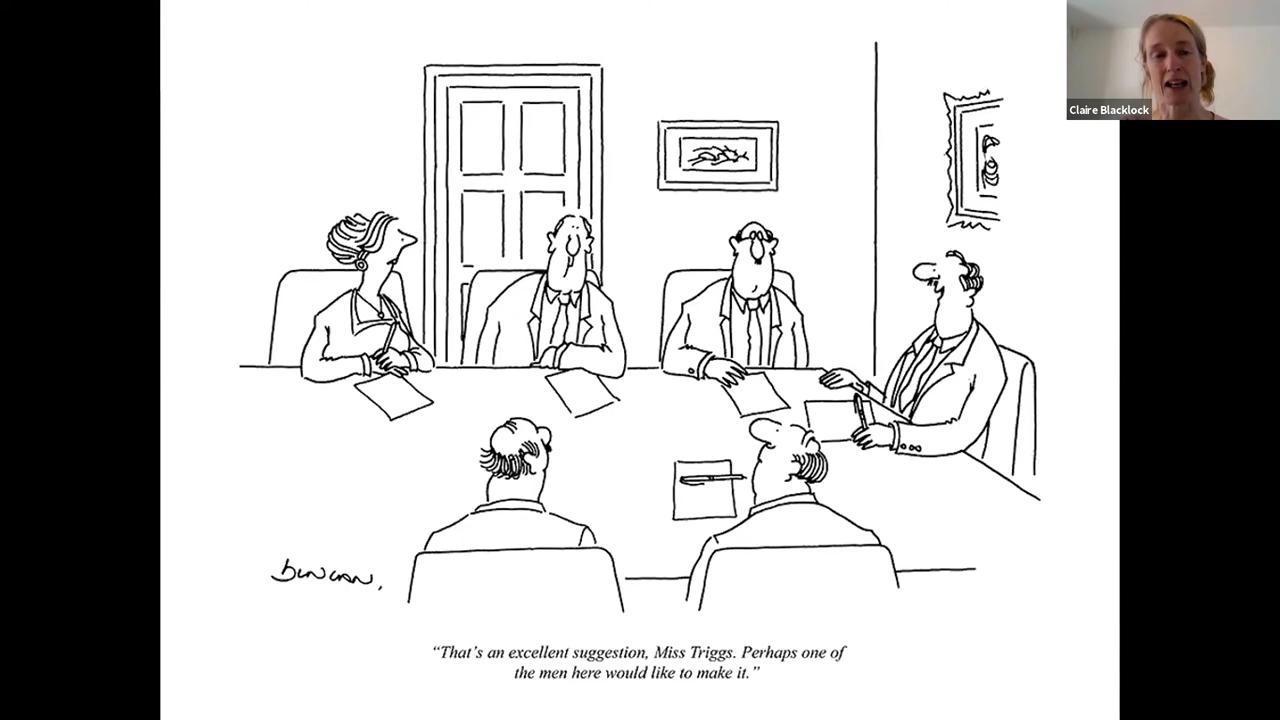 Claire Blacklock
Duncan.
“That’s an excellent suggestion, Miss Triggs. Perhaps one of
the men here would like to make it.”